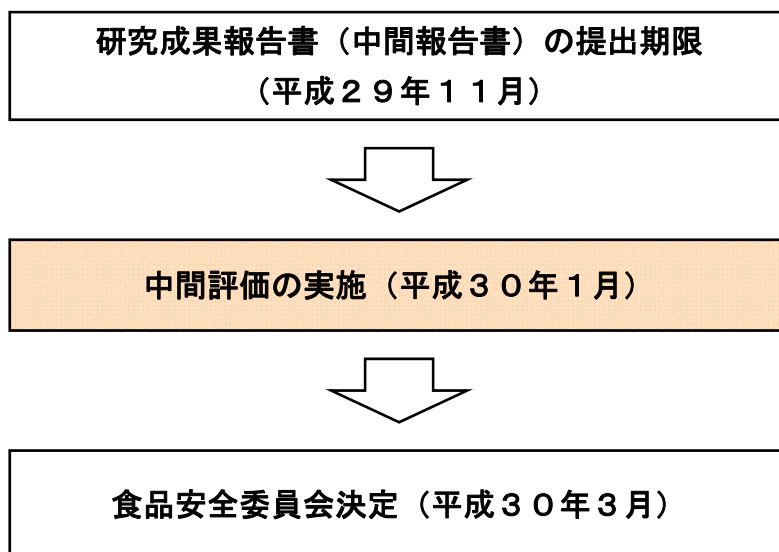 研究成果報告書（中間報告書）の提出期限
（平成２９年１１月）
中間評価の実施（平成３０年１月）
食品安全委員会決定（平成３０年３月）